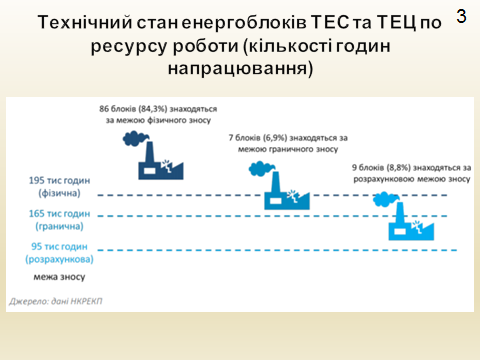 3
Технічний стан енергоблоків ТЕС та ТЕЦ по
ресурсу роботи (кількості годин
напрацювання)
86 блоків (84,3%) знаходяться
за межою фізичного зносу
7 блоків (6,9%) знаходяться за
межою граничного зносу
9 блоків (8,8%) знаходяться за
розрахунковою межою зносу
195 тис годин
(фізична)
165 тис годин
(гранична)
95 тис годин
(розрахункова)
межа зносу
Джерело: дані НКРЕКП